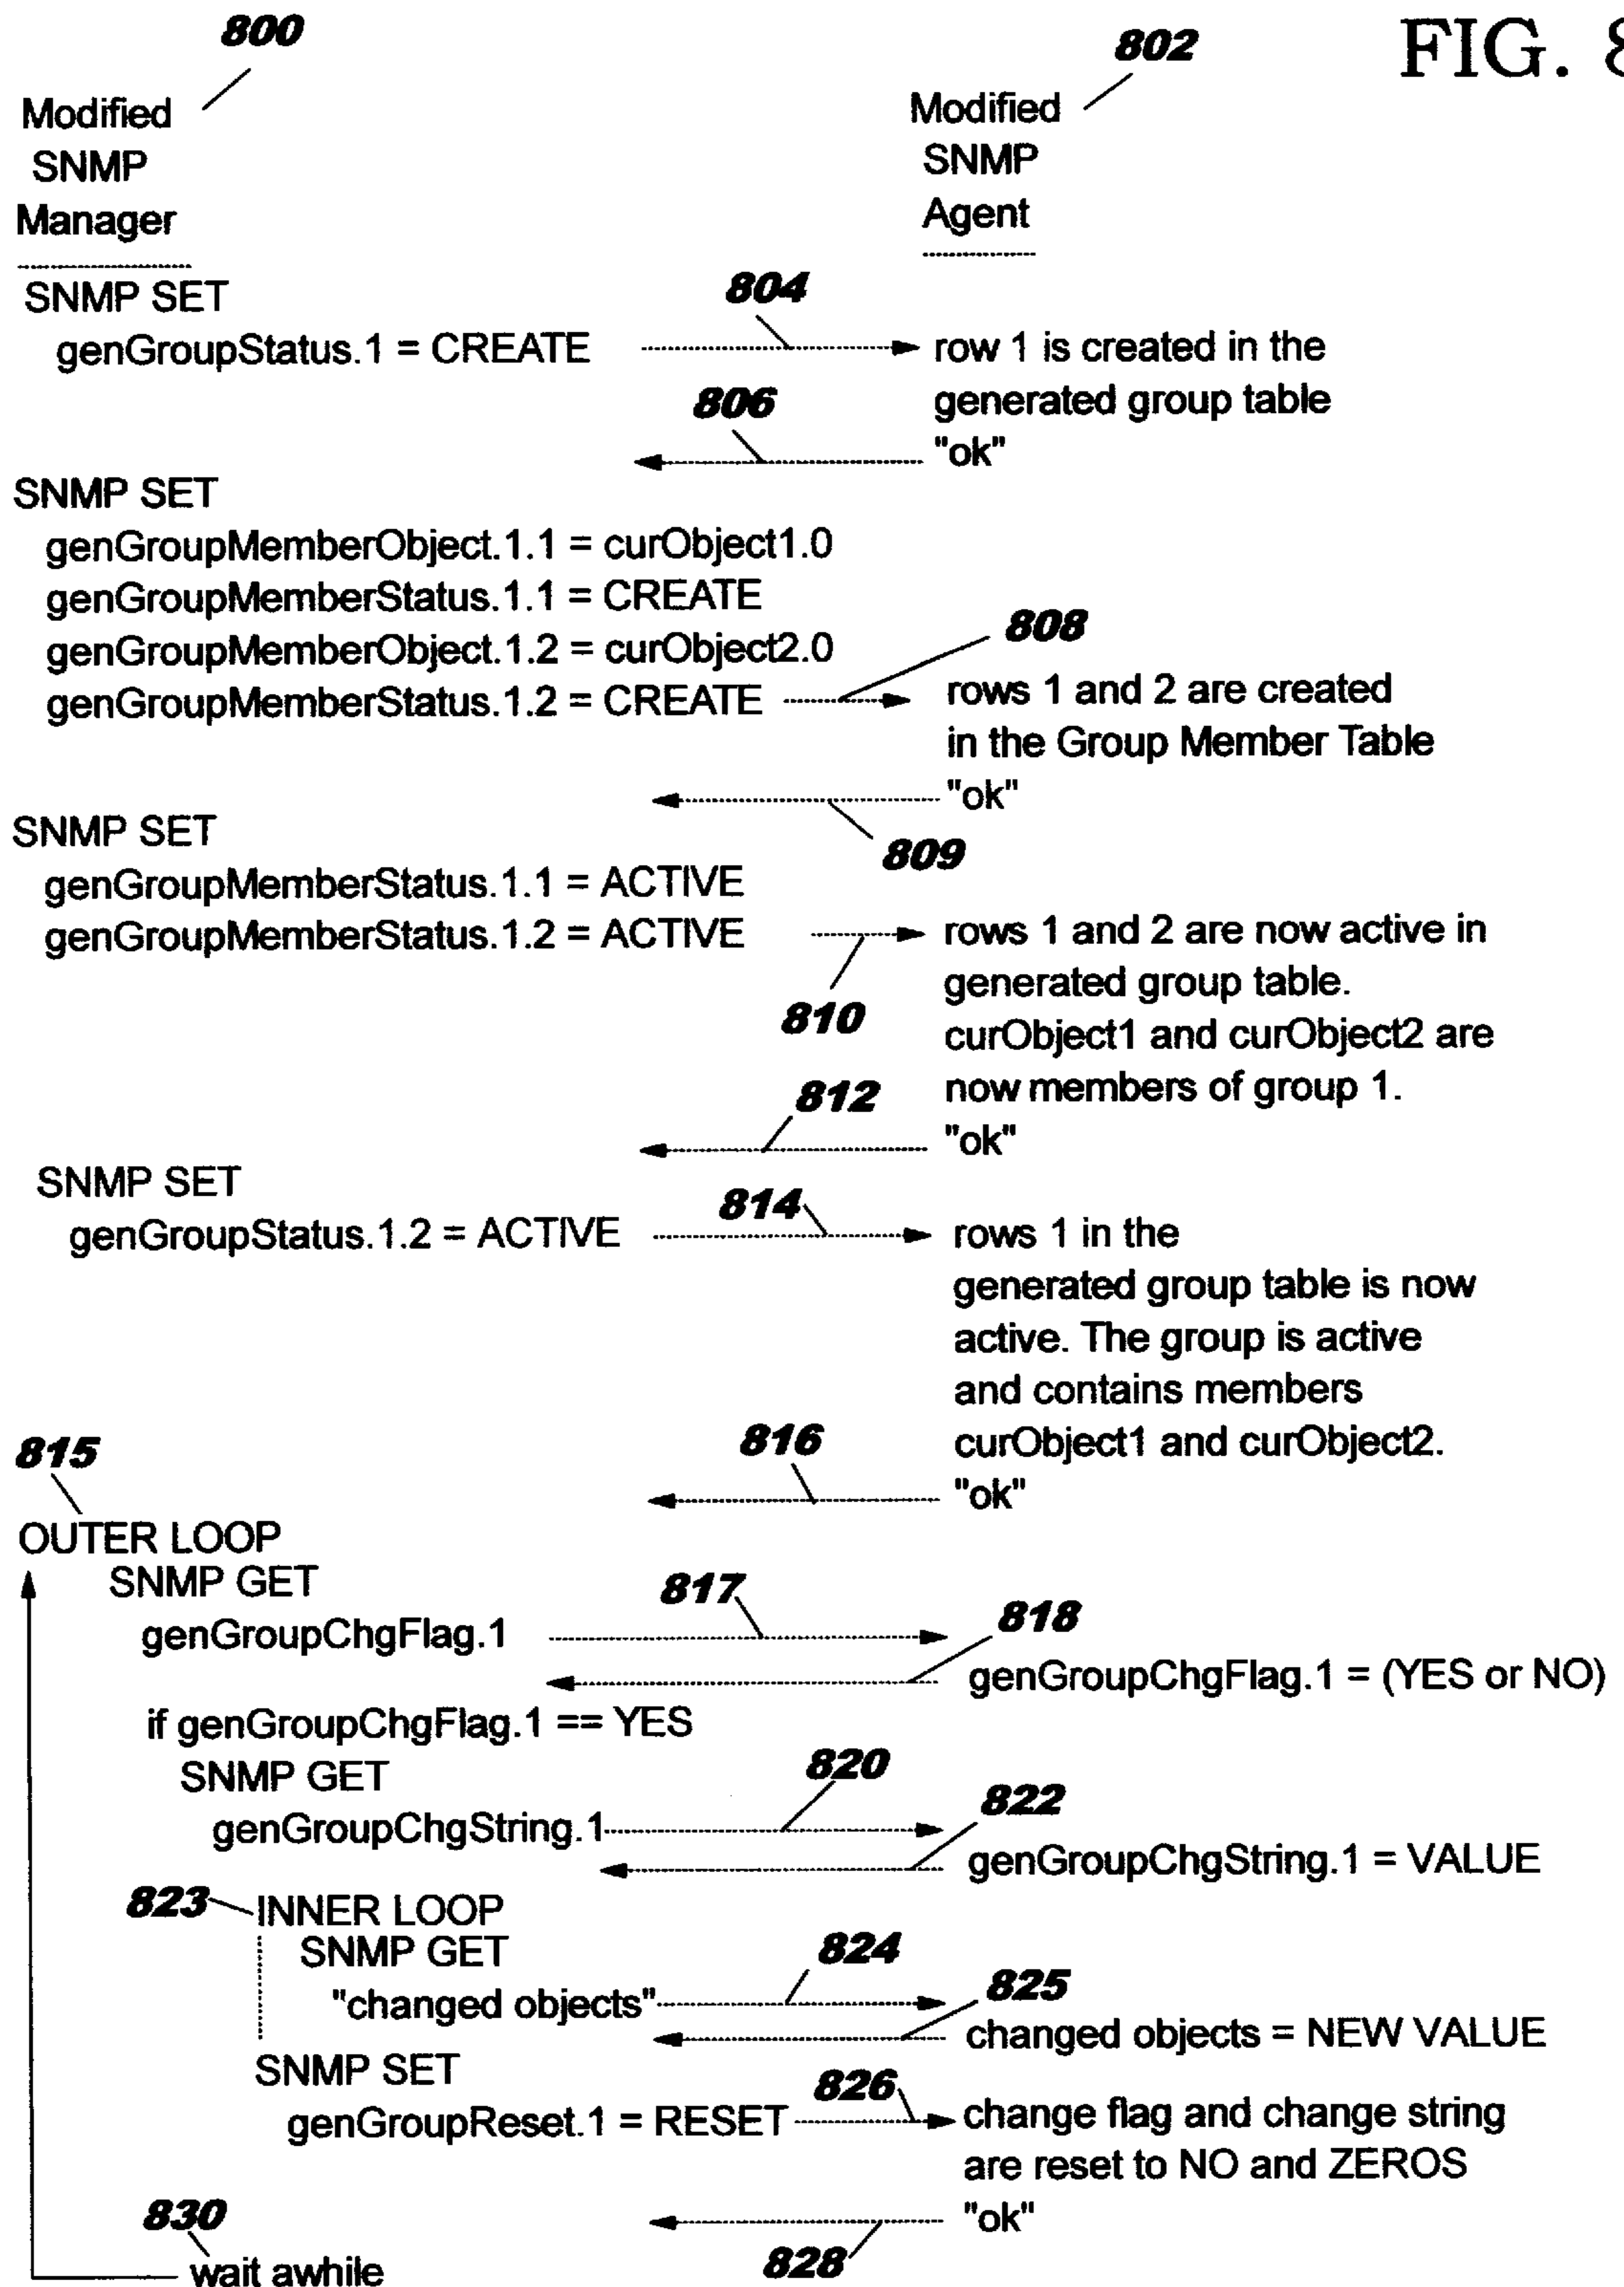 800
802
FIG. 8
Modified
SNMP
Manager
Modified
SNMP
Agent
SNMP SET
804
genGroupStatus.1 = CREATE
row 1 is created in the
generated group table
806
"ok"
SNMP SET
genGroupMemberObject.1.1 = curObject1.0
genGroupMemberStatus.1.1 = CREATE
genGroupMemberObject.1.2 = curObject2.0
genGroupMemberStatus.1.2 = CREATE
808
rows 1 and 2 are created
in the Group Member Table
"ok"
809
SNMP SET
genGroupMemberStatus.1.1 = ACTIVE
genGroupMemberStatus.1.2 = ACTIVE
810
rows 1 and 2 are now active in
generated group table.
curObject1 and curObject2 are
now members of group 1.
812
"ok"
SNMP SET
814
genGroupStatus.1.2 = ACTIVE
rows 1 in the
generated group table is now
active. The group is active
and contains members
curObject1 and curObject2.
816
"ok"
815
OUTER LOOP
SNMP GET
817
genGroupChgFlag.1
818
genGroupChgFlag.1 = (YES or NO)
if genGroupChgFlag.1 == YES
SNMP GET
820
genGroupChgString.1
822
genGroupChgString.1 = VALUE
823
INNER LOOP
SNMP GET
824
"changed objects"
825
changed objects = NEW VALUE
SNMP SET
826
genGroupReset.1 = RESET
change flag and change string
are reset to NO and ZEROS
"ok"
828
830
wait awhile